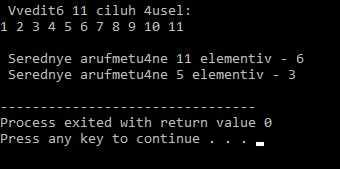 Vvedit6 11 ciluh 4usel:
1 2 3 4 5 6 7 8 9 10 11
Serednye arufmetu4ne 11 elementiv - 6
Serednye arufmetu4ne 5 elementiv - 3
--------------------------------
Process exited with return value 0
Press any key to continue . . .